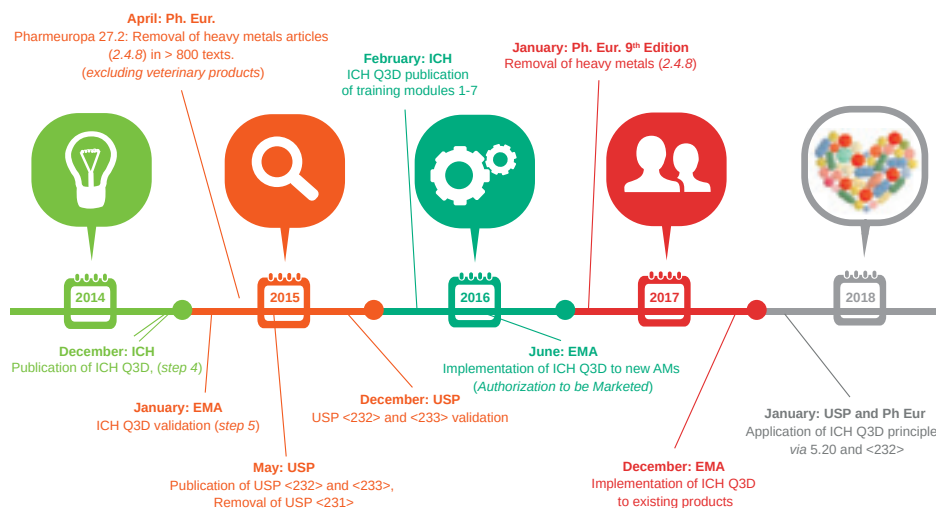 April: Ph. Eur.
Pharmeuropa 27.2: Removal of heavy metals articles
(2.4.8) in > 800 texts.
(excluding veterinary products)
February: ICH
ICH Q3D publication
of training modules 1-7
January: Ph. Eur. 9th Edition
Removal of heavy metals (2.4.8)
2014
2015
2016
2017
2018
December: ICH
Publication of ICH Q3D, (step 4)
January: EMA
ICH Q3D validation (step 5)
May: USP
Publication of USP <232> and <233>,
Removal of USP <231>
December: USP
USP <232> and <233> validation
June: EMA
Implementation of ICH Q3D to new AMs
(Authorization to be Marketed)
December: EMA
Implementation of ICH Q3D
to existing products
January: USP and Ph Eur
Application of ICH Q3D principle
via 5.20 and <232>